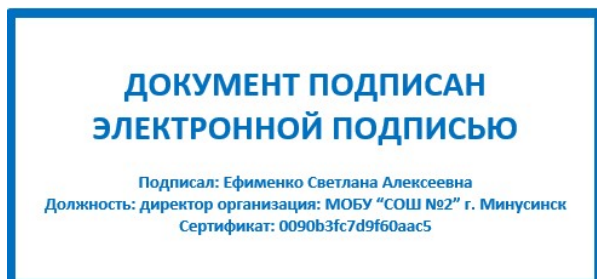 ДОКУМЕНТ ПОДПИСАН
ЭЛЕКТРОННОЙ ПОДПИСЬЮ
Подписал: Ефименко Светлана Алексеевна
Должность: директор организация: МОБУ “СОШ №2” г. Минусинск
Сертификат: 0090b3fc7d9f60aac5